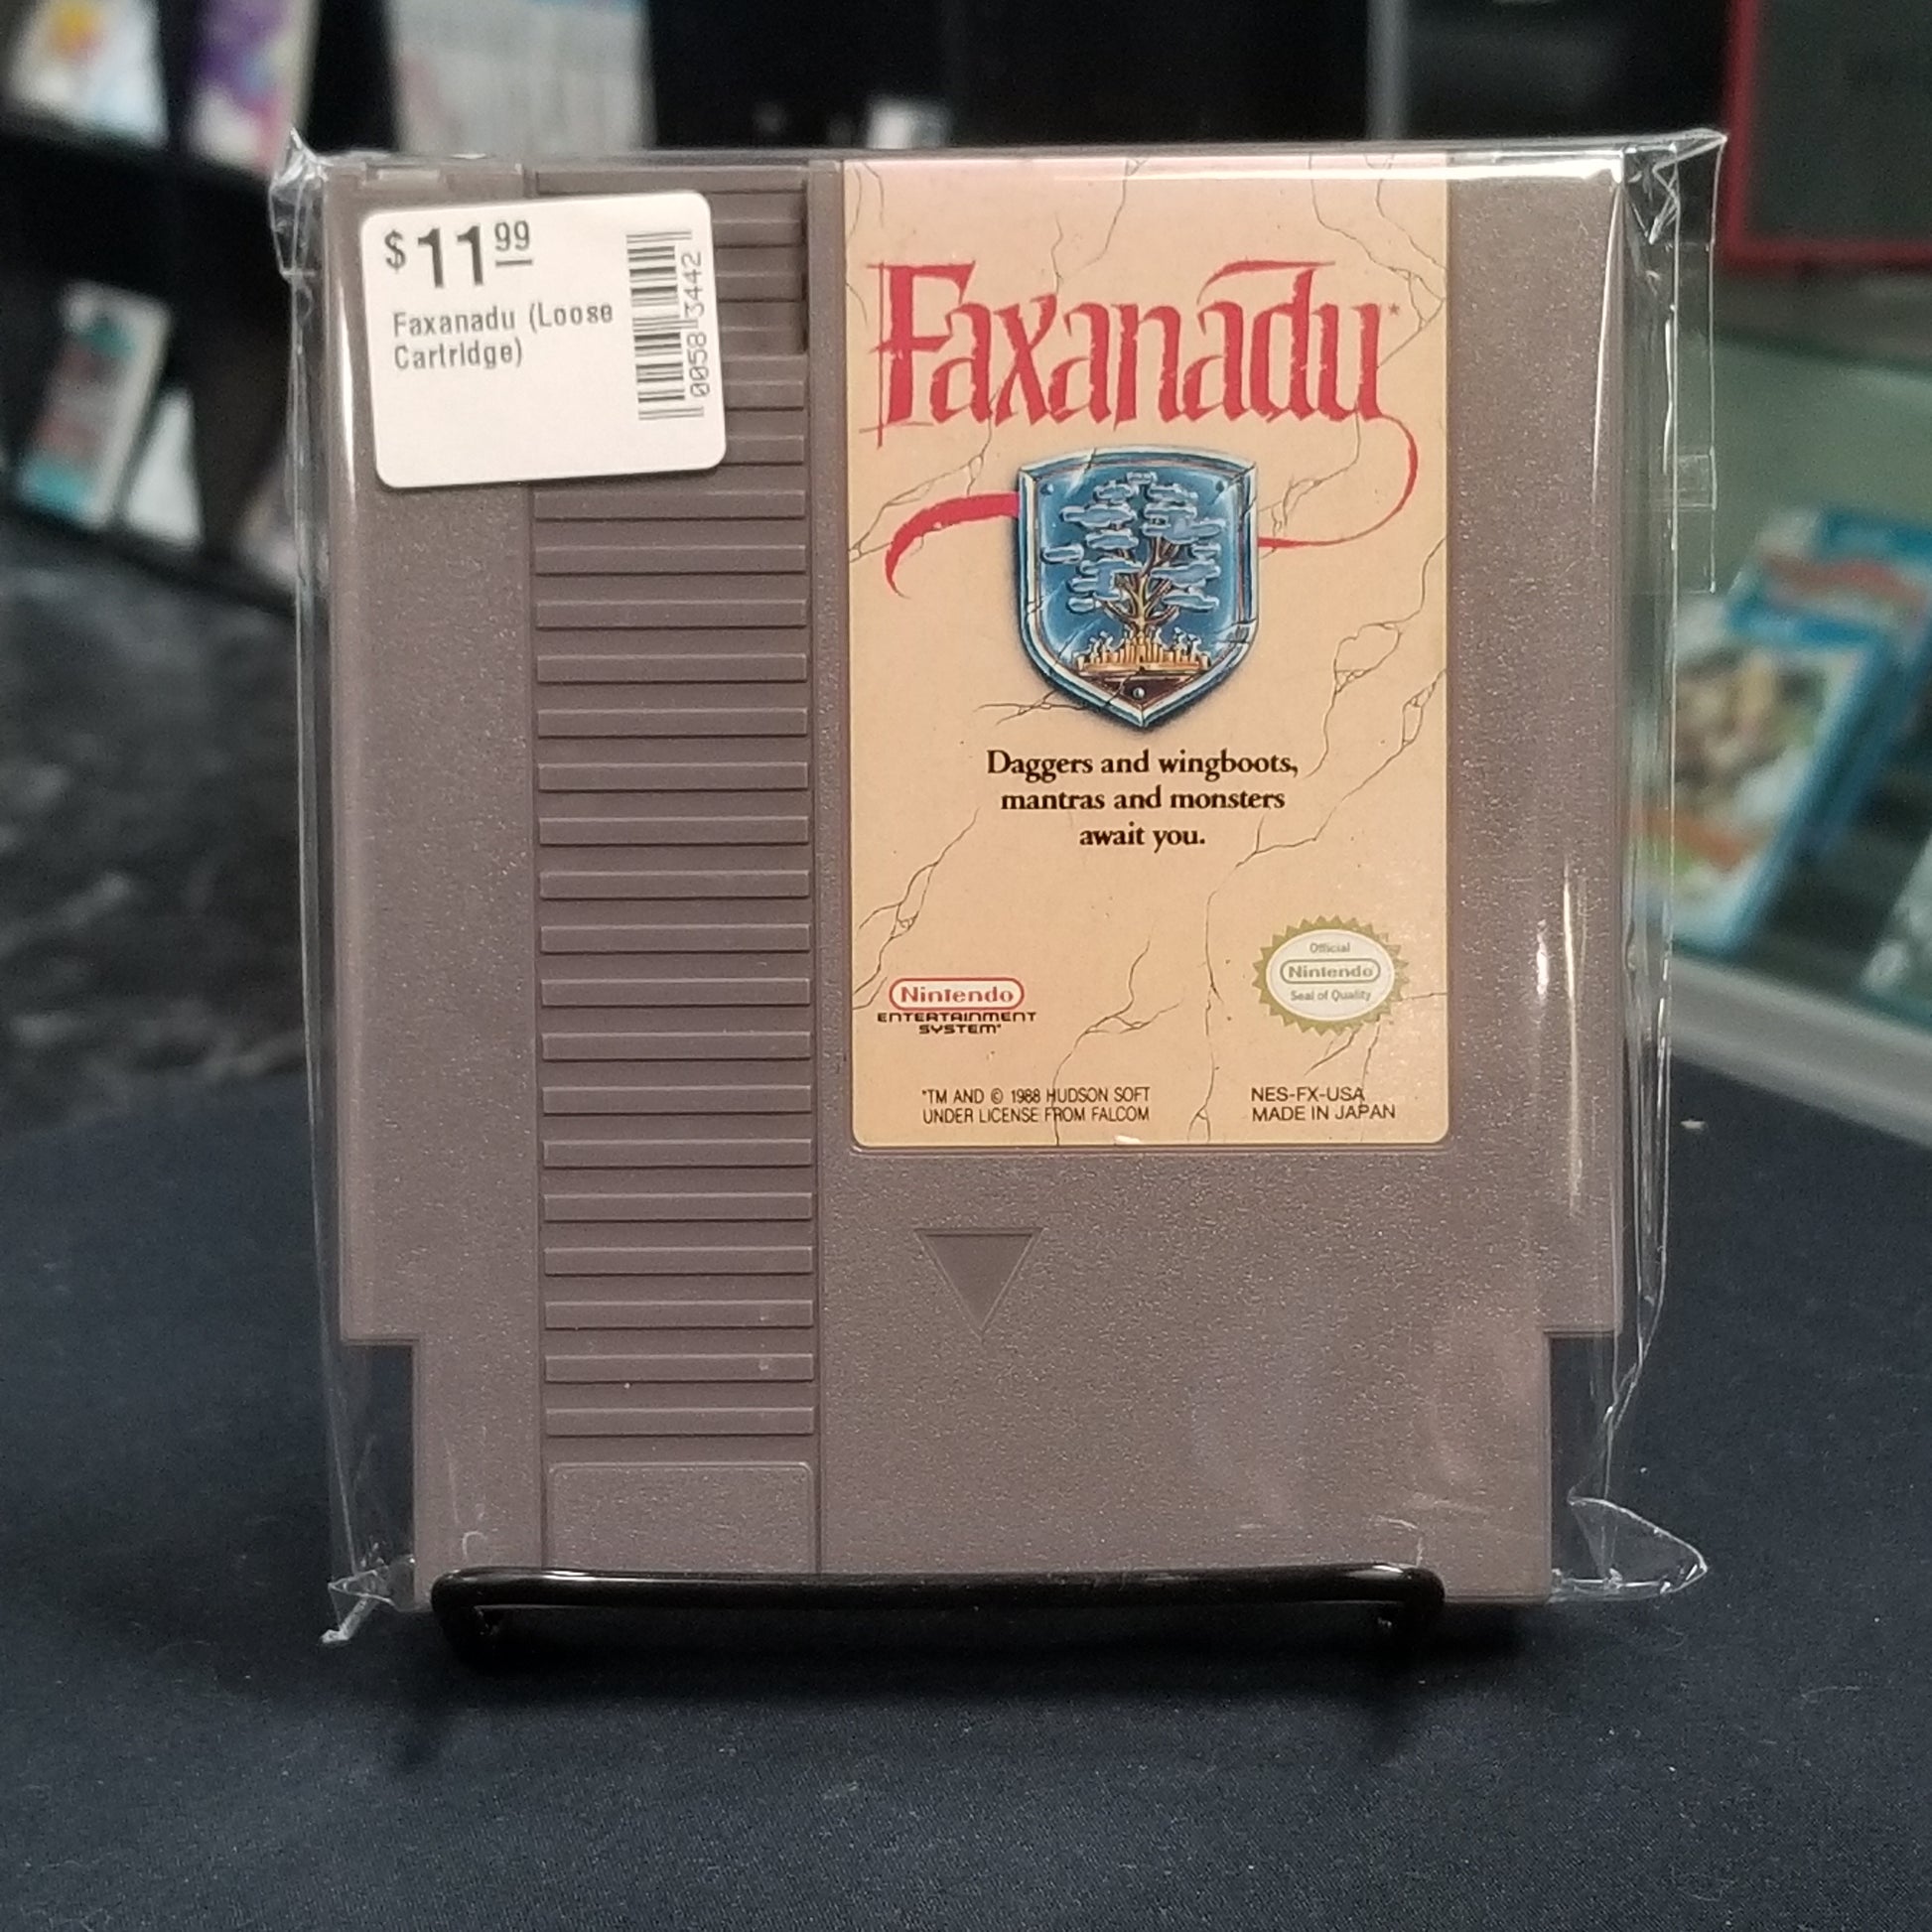 $11.99
Faxanadu (Loose
Cartridge)
0058 3442
Faxanadu*
Daggers and wingboots,
mantras and monsters
await you.
Nintendo
ENTERTAINMENT
SYSTEM*
Official
Nintendo
Seal of Quality
*TM AND © 1988 HUDSON SOFT
UNDER LICENSE FROM FALCOM
NES-FX-USA
MADE IN JAPAN